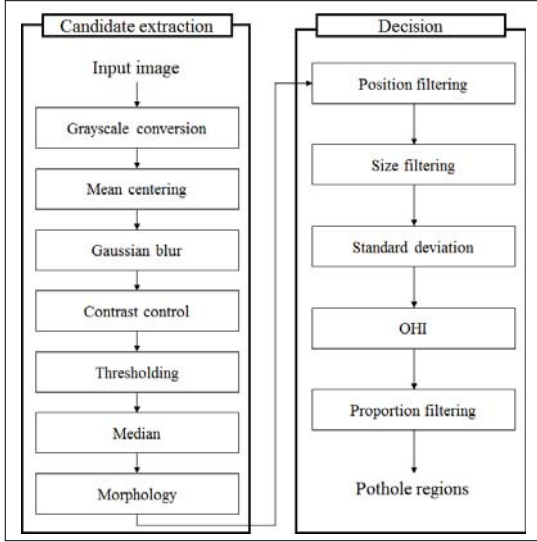 Candidate extraction
Input image
Grayscale conversion
Mean centering
Gaussian blur
Contrast control
Thresholding
Median
Morphology
Decision
Position filtering
Size filtering
Standard deviation
OHI
Proportion filtering
Pothole regions